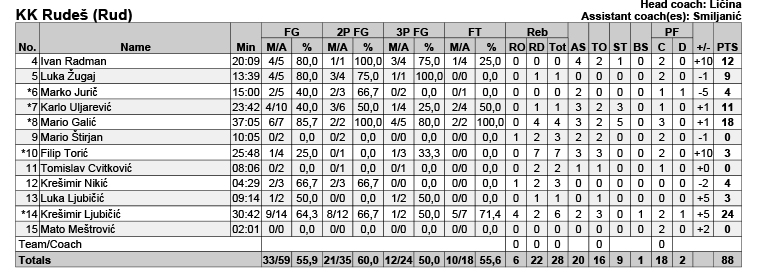 Head coach: Ličina
KK Rudeš (Rud) Assistant coach(es): Smiljanić
FG 2P FG 3P FG FT Reb PF
No. Name Min M/A % M/A % M/A % M/A % RO RD Tot AS TO ST BS C D +/- PTS
4 Ivan Radman 20:09 4/5 80,0 1/1 100,0 3/4 75,0 1/4 25,0 0 0 0 4 2 1 0 2 0 +10 12
5 Luka Žugaj 13:39 4/5 80,0 3/4 75,0 1/1 100,0 0/0 0,0 0 1 1 0 0 0 0 2 0 -1 9
*6 Marko Jurič 15:00 2/5 40,0 2/3 66,7 0/2 0,0 0/1 0,0 0 0 0 2 0 0 0 1 1 -5 4
*7 Karlo Uljarević 23:42 4/10 40,0 3/6 50,0 1/4 25,0 2/4 50,0 0 1 1 3 2 3 0 1 0 +1 11
*8 Mario Galić 37:05 6/7 85,7 2/2 100,0 4/5 80,0 2/2 100,0 0 4 4 3 2 5 0 3 0 +1 18
9 Mario Štirjan 10:05 0/2 0,0 0/2 0,0 0/0 0,0 0/0 0,0 1 2 3 2 2 0 0 2 0 -1 0
*10 Filip Torić 25:48 1/4 25,0 0/1 0,0 1/3 33,3 0/0 0,0 0 7 7 3 3 0 0 2 0 +10 3
11 Tomislav Cvitković 08:06 0/2 0,0 0/1 0,0 0/1 0,0 0/0 0,0 0 2 2 1 1 0 0 1 0 +0 0
12 Krešimir Nikić 04:29 2/3 66,7 2/3 66,7 0/0 0,0 0/0 0,0 1 2 3 0 0 0 0 0 0 -2 4
13 Luka Ljubičić 09:14 1/2 50,0 0/0 0,0 1/2 50,0 0/0 0,0 0 1 1 0 1 0 0 1 0 +5 3
*14 Krešimir Ljubičić 30:42 9/14 64,3 8/12 66,7 1/2 50,0 5/7 71,4 4 2 6 2 3 0 1 2 1 +5 24
15 Mato Meštrović 02:01 0/0 0,0 0/0 0,0 0/0 0,0 0/0 0,0 0 0 0 0 0 0 0 1 0 +2 0
Team/Coach 0 0 0 0 0
Totals 33/59 55,9 21/35 60,0 12/24 50,0 10/18 55,6 6 22 28 20 16 9 1 18 2 88